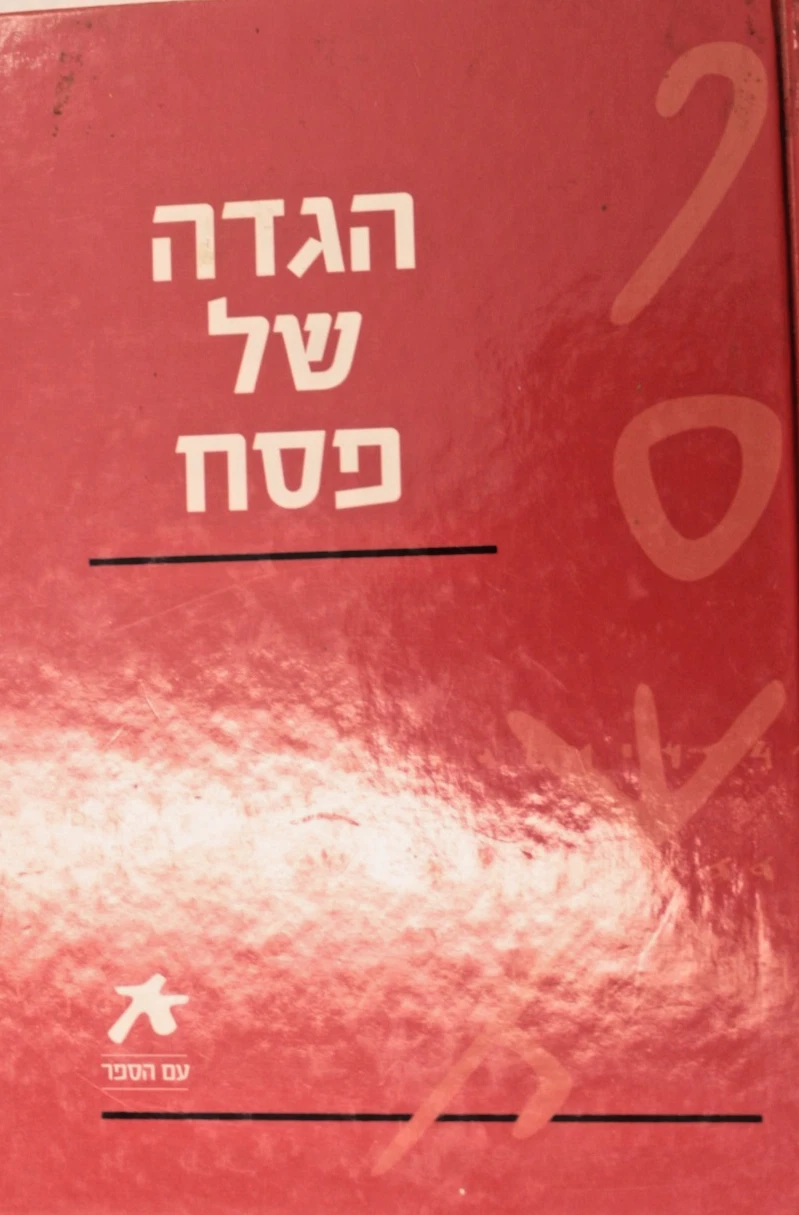 הגדה
של
פסח
עם הספר